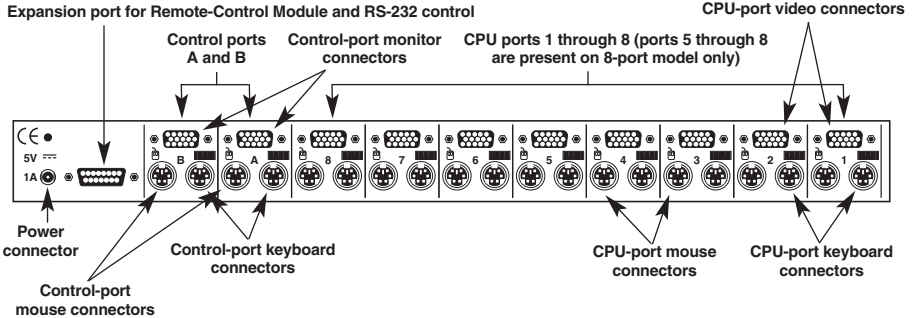 Expansion port for Remote-Control Module and RS-232 control
CPU-port video connectors
Control ports
A and B
Control-port monitor
connectors
CPU ports 1 through 8 (ports 5 through 8
are present on 8-port model only)
CE
5V
1A
B
A
8
7
6
5
4
3
2
1
Power
connector
Control-port keyboard
connectors
CPU-port mouse
connectors
CPU-port keyboard
connectors
Control-port
mouse connectors